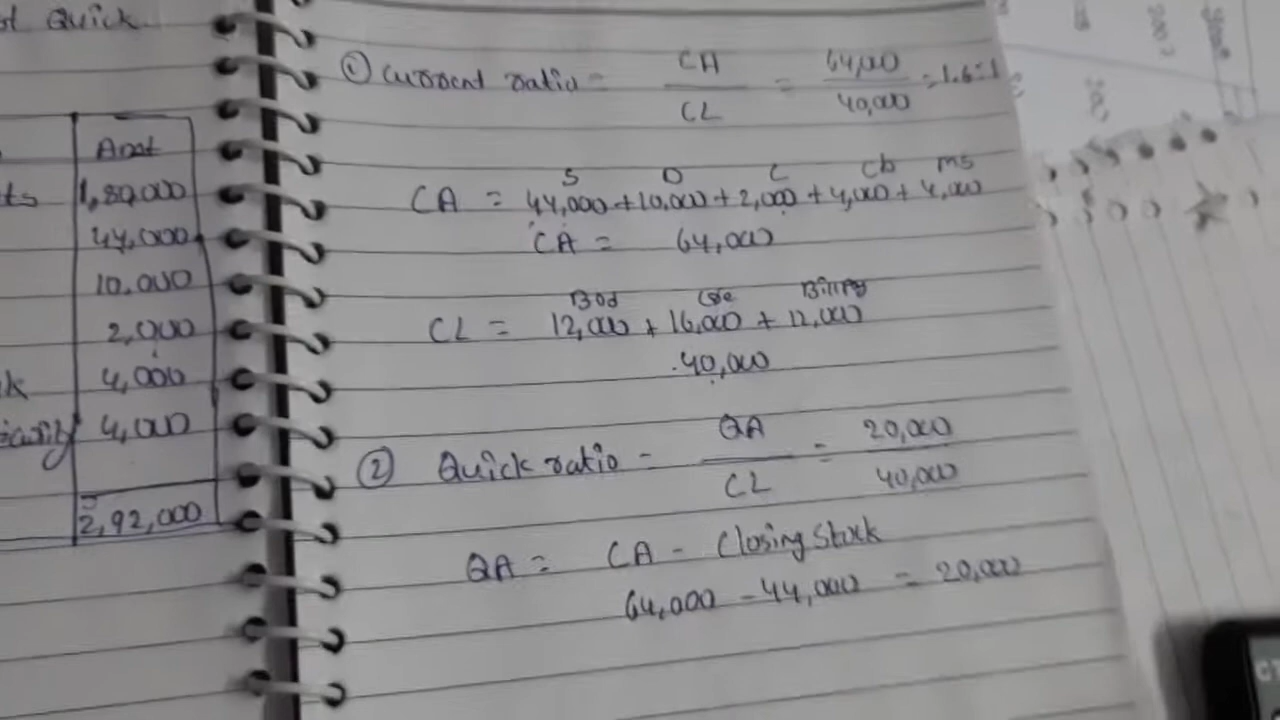 Quick
Amt
1,80,000
44,000
10,000
2,000
4,000
4,000
2,92,000
① Current ratio = CA / CL = 64,000 / 40,000 = 1.6:1
S D C Cb MS
CA = 44,000 + 10,000 + 2,000 + 4,000 + 4,000
CA = 64,000
CL = 12,000 + 16,000 + 12,000
40,000
② Quick ratio = QA / CL = 20,000 / 40,000
QA = CA - Closing Stock
64,000 - 44,000 = 20,000